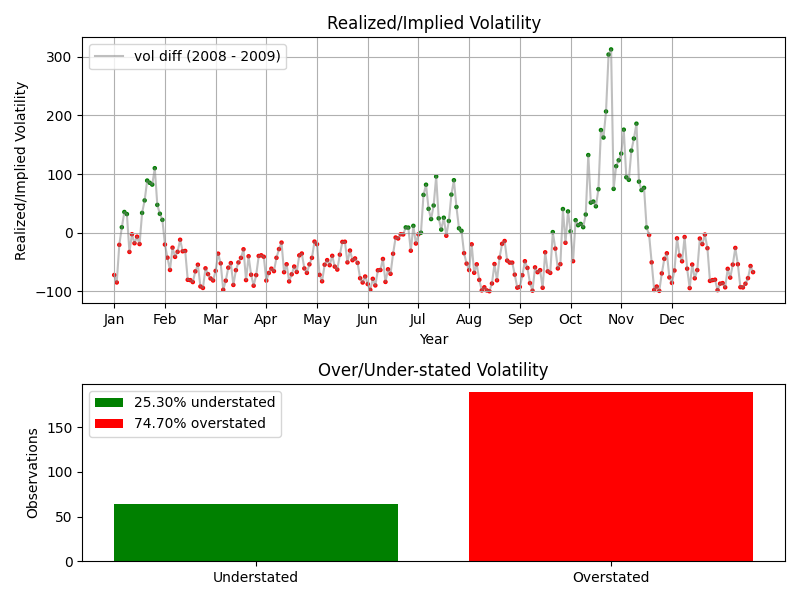 Realized/Implied Volatility
vol diff (2008 - 2009)
Realized/Implied Volatility
300
200
100
0
−100
Jan Feb Mar Apr May Jun Jul Aug Sep Oct Nov Dec
Year
Over/Under-stated Volatility
25.30% understated
74.70% overstated
Observations
150
100
50
0
Understated Overstated